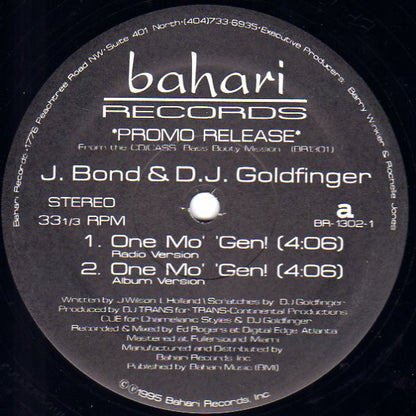 Bahari Records•1776 Peachtree Road NW•Suite 401 North•(404)733-6935•Executive Producers: Barry Winker & Rochelle Jones
bahari
RECORDS
*PROMO RELEASE*
From the CD/CASS. Bass Booty Mission (BR1301)
J. Bond & D.J. Goldfinger
STEREO
33 1/3 RPM
a
BR-1302-1
1. One Mo' 'Gen! (4:06)
Radio Version
2. One Mo' 'Gen! (4:06)
Album Version
Written by J Wilson L Holland \ Scratches by D.J. Goldfinger
Produced by DJ TRANS for TRANS-Continental Productions
CUE for Chameleanic Styles & D.J. Goldfinger
Recorded & Mixed by Ed Rogers at Digital Edge Atlanta
Mastered at Fullersound Miami
Manufactured and Distributed by
Bahari Records Inc
Published by Bahari Music (BMI)
©℗1995 Bahari Records, Inc.